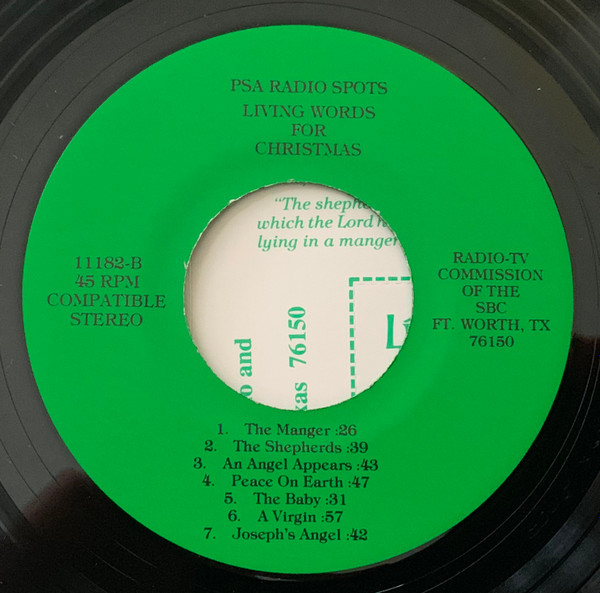 PSA RADIO SPOTS
LIVING WORDS
FOR
CHRISTMAS
"The
which the Lord
lying in a manger
11182-B
45 RPM
COMPATIBLE
STEREO
RADIO-TV
COMMISSION
OF THE
SBC
FT. WORTH, TX
76150
and
76150
1. The Manger :26
2. The Shepherds :39
3. An Angel Appears :43
4. Peace On Earth :47
5. The Baby :31
6. A Virgin :57
7. Joseph's Angel :42